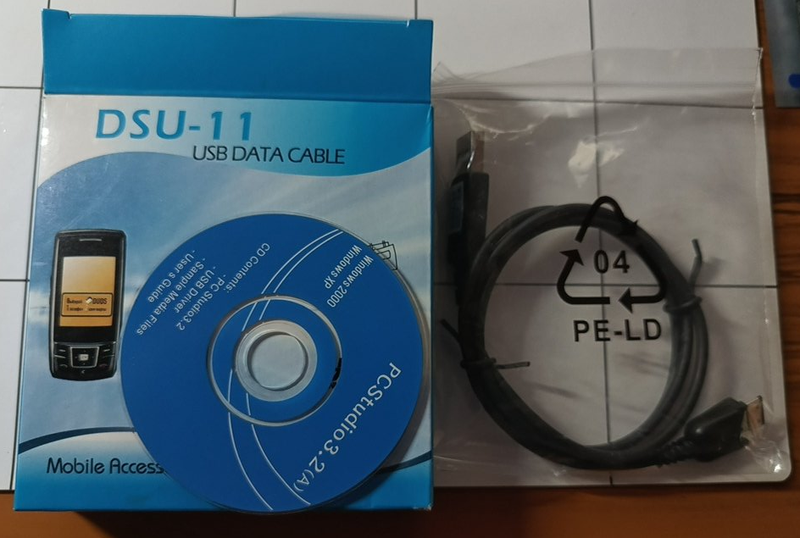 DSU-11
USB DATA CABLE
Windows 2000
Windows XP
CD Contents:
- PC Studio3.2
- USB Driver
- Sample Media Files
- User's Guide
PCStudio3.2(A)
Mobile Access
04
PE-LD